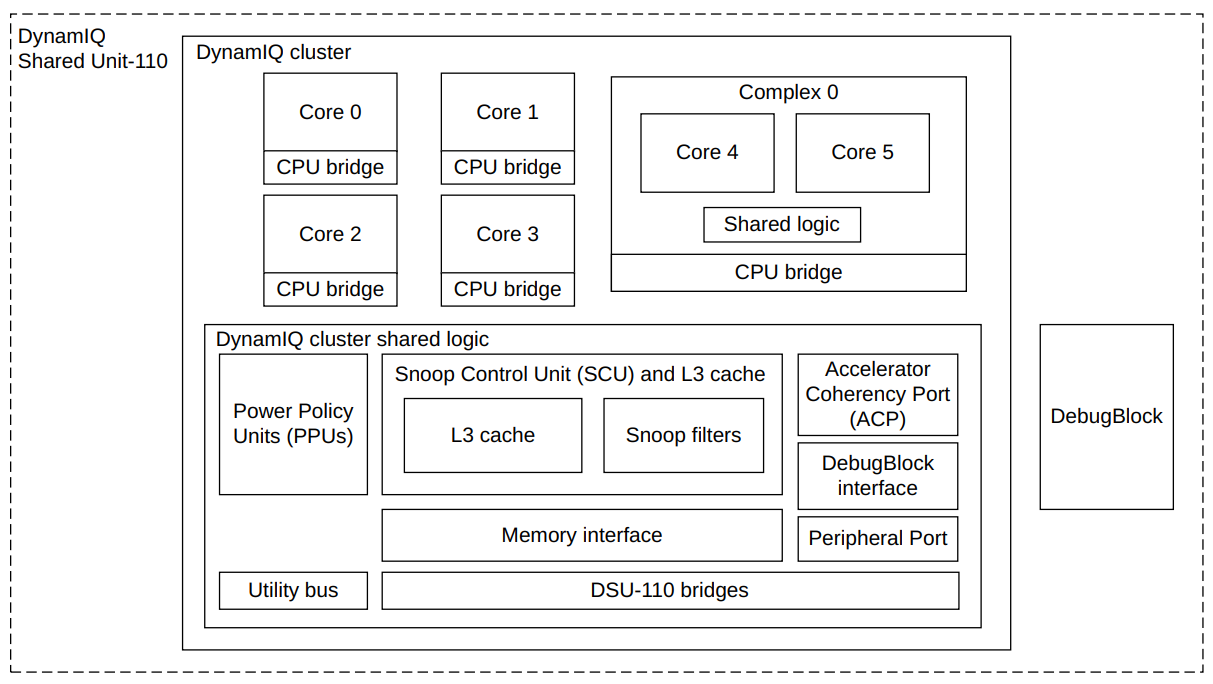 DynamIQ
Shared Unit-110
DynamIQ cluster
Core 0
CPU bridge
Core 1
CPU bridge
Core 2
CPU bridge
Core 3
CPU bridge
Complex 0
Core 4
Core 5
Shared logic
CPU bridge
DynamIQ cluster shared logic
Power Policy
Units (PPUs)
Snoop Control Unit (SCU) and L3 cache
L3 cache
Snoop filters
Accelerator
Coherency Port
(ACP)
DebugBlock
interface
Memory interface
Peripheral Port
Utility bus
DSU-110 bridges
DebugBlock